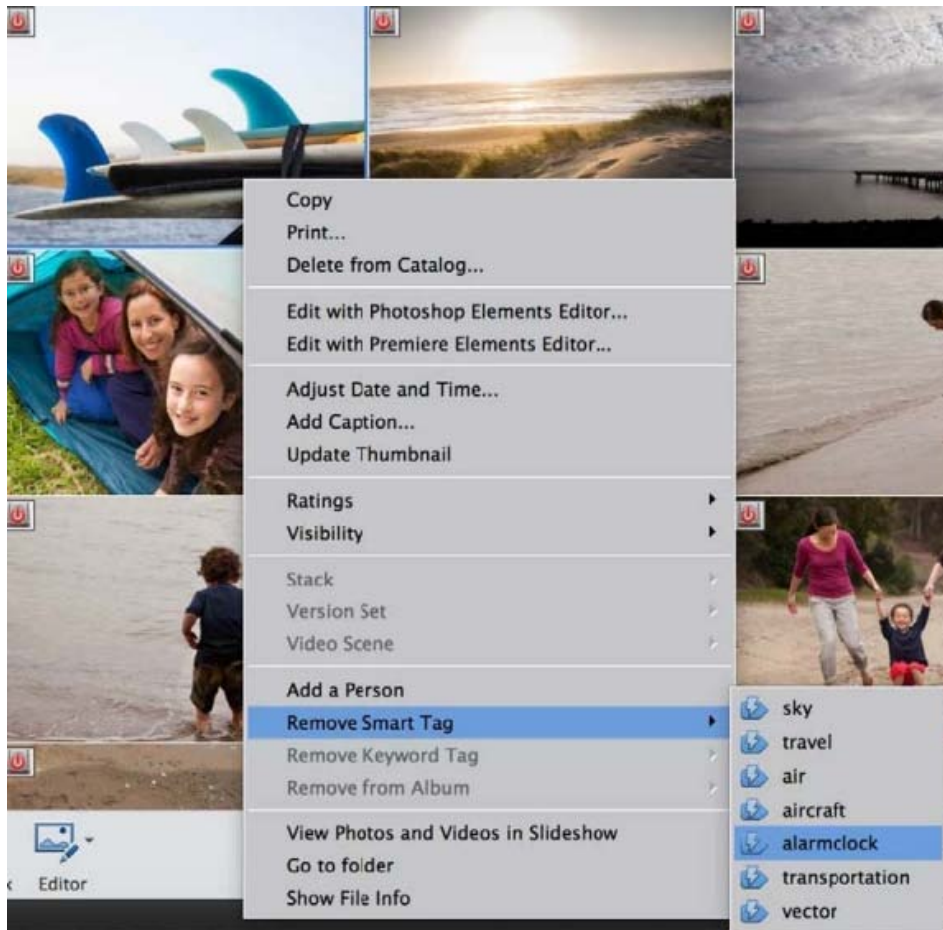 Copy
Print...
Delete from Catalog...
Edit with Photoshop Elements Editor...
Edit with Premiere Elements Editor...
Adjust Date and Time...
Add Caption...
Update Thumbnail
Ratings
Visibility
Stack
Version Set
Video Scene
Add a Person
Remove Smart Tag
Remove Keyword Tag
Remove from Album
View Photos and Videos in Slideshow
Go to folder
Show File Info
sky
travel
air
aircraft
alarmclock
transportation
vector
Editor